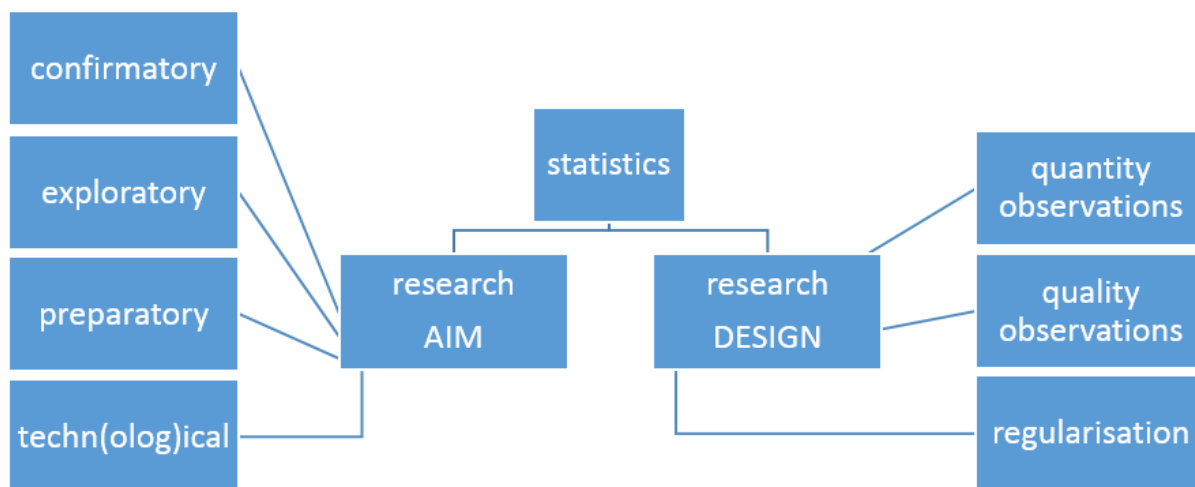 confirmatory
exploratory
preparatory
techn(olog)ical
statistics
research
AIM
research
DESIGN
quantity
observations
quality
observations
regularisation